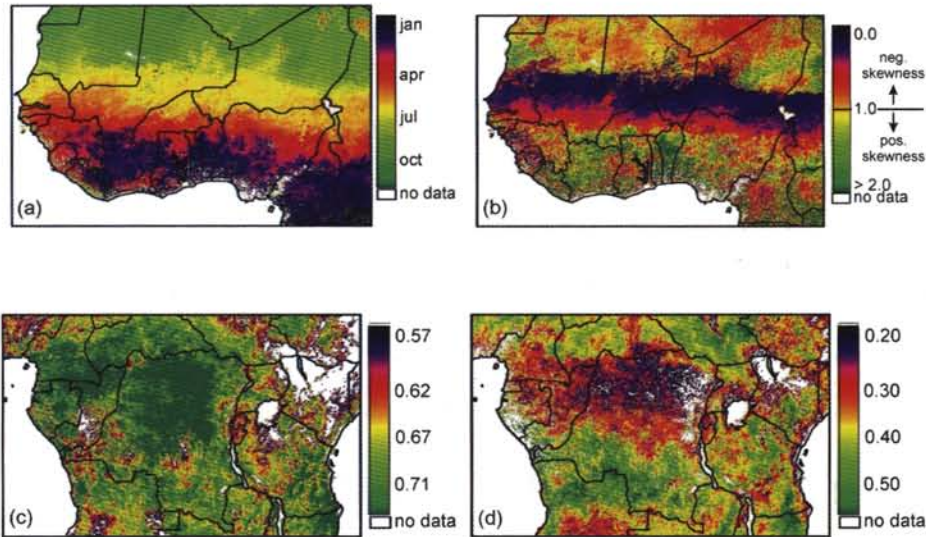 jan
apr
jul
oct
no data
(a)
0.0
neg.
skewness
1.0
pos.
skewness
> 2.0
no data
(b)
0.57
0.62
0.67
0.71
no data
(c)
0.20
0.30
0.40
0.50
no data
(d)